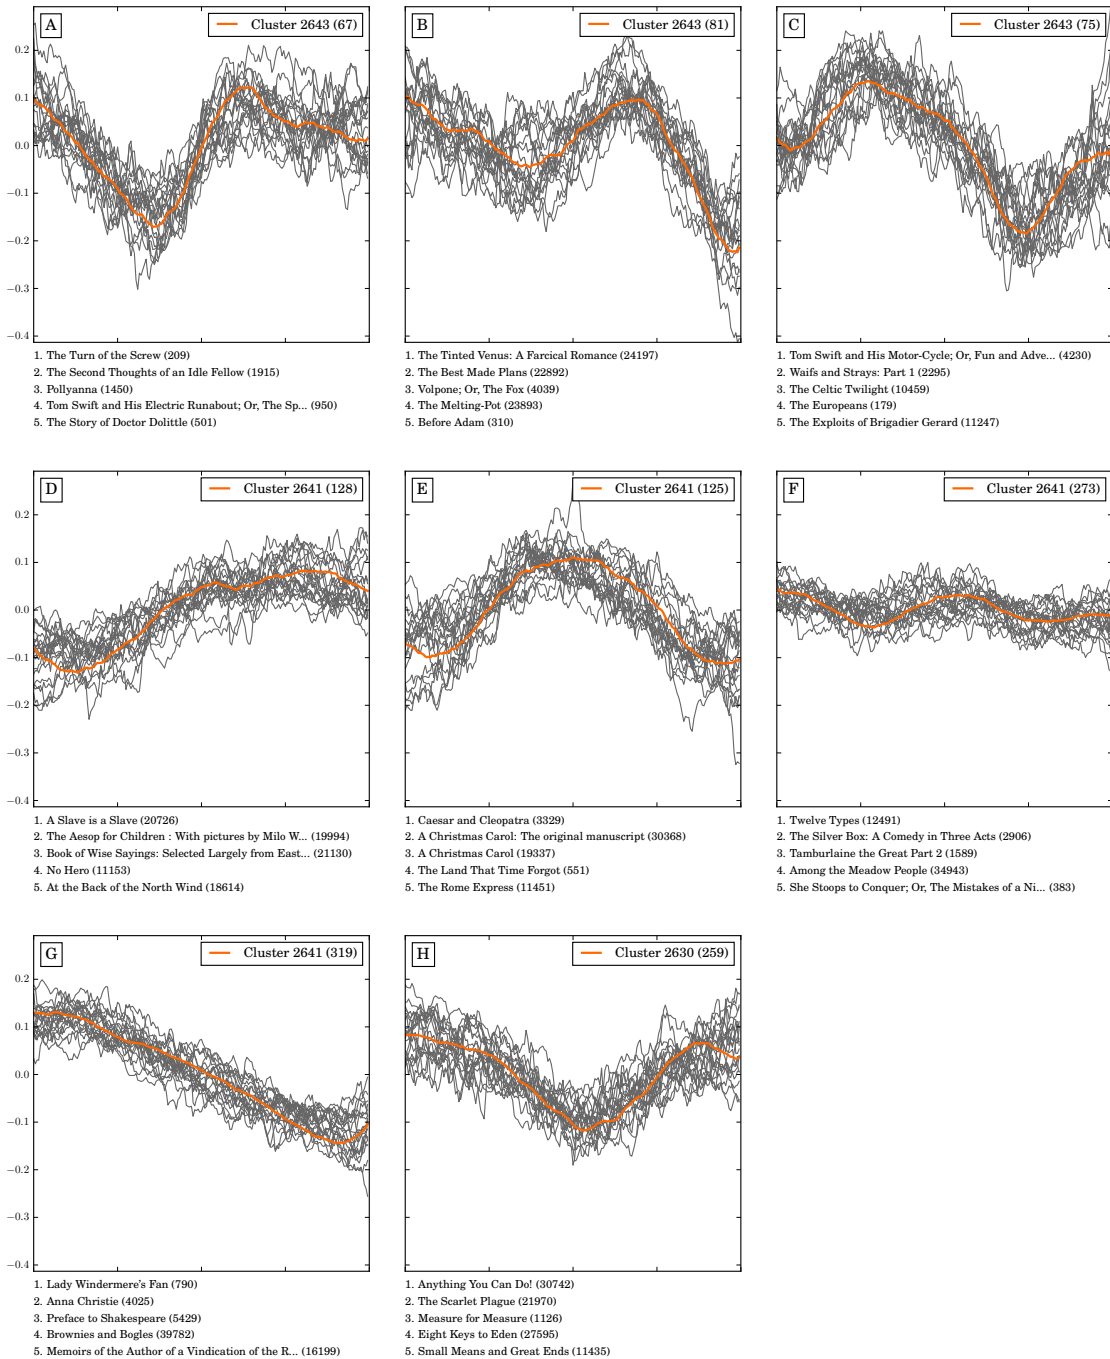 A
Cluster 2643 (67)
0.2
0.1
0.0
−0.1
−0.2
−0.3
−0.4
1. The Turn of the Screw (209)
2. The Second Thoughts of an Idle Fellow (1915)
3. Pollyanna (1450)
4. Tom Swift and His Electric Runabout; Or, The Sp... (950)
5. The Story of Doctor Dolittle (501)
B
Cluster 2643 (81)
1. The Tinted Venus: A Farcical Romance (24197)
2. The Best Made Plans (22892)
3. Volpone; Or, The Fox (4039)
4. The Melting-Pot (23893)
5. Before Adam (310)
C
Cluster 2643 (75)
1. Tom Swift and His Motor-Cycle; Or, Fun and Adve... (4230)
2. Waifs and Strays: Part 1 (2295)
3. The Celtic Twilight (10459)
4. The Europeans (179)
5. The Exploits of Brigadier Gerard (11247)
D
Cluster 2641 (128)
0.2
0.1
0.0
−0.1
−0.2
−0.3
−0.4
1. A Slave is a Slave (20726)
2. The Aesop for Children : With pictures by Milo W... (19994)
3. Book of Wise Sayings: Selected Largely from East... (21130)
4. No Hero (11153)
5. At the Back of the North Wind (18614)
E
Cluster 2641 (125)
1. Caesar and Cleopatra (3329)
2. A Christmas Carol: The original manuscript (30368)
3. A Christmas Carol (19337)
4. The Land That Time Forgot (551)
5. The Rome Express (11451)
F
Cluster 2641 (273)
1. Twelve Types (12491)
2. The Silver Box: A Comedy in Three Acts (2906)
3. Tamburlaine the Great Part 2 (1589)
4. Among the Meadow People (34943)
5. She Stoops to Conquer; Or, The Mistakes of a Ni... (383)
G
Cluster 2641 (319)
0.2
0.1
0.0
−0.1
−0.2
−0.3
−0.4
1. Lady Windermere's Fan (790)
2. Anna Christie (4025)
3. Preface to Shakespeare (5429)
4. Brownies and Bogles (39782)
5. Memoirs of the Author of a Vindication of the R... (16199)
H
Cluster 2630 (259)
1. Anything You Can Do! (30742)
2. The Scarlet Plague (21970)
3. Measure for Measure (1126)
4. Eight Keys to Eden (27595)
5. Small Means and Great Ends (11435)